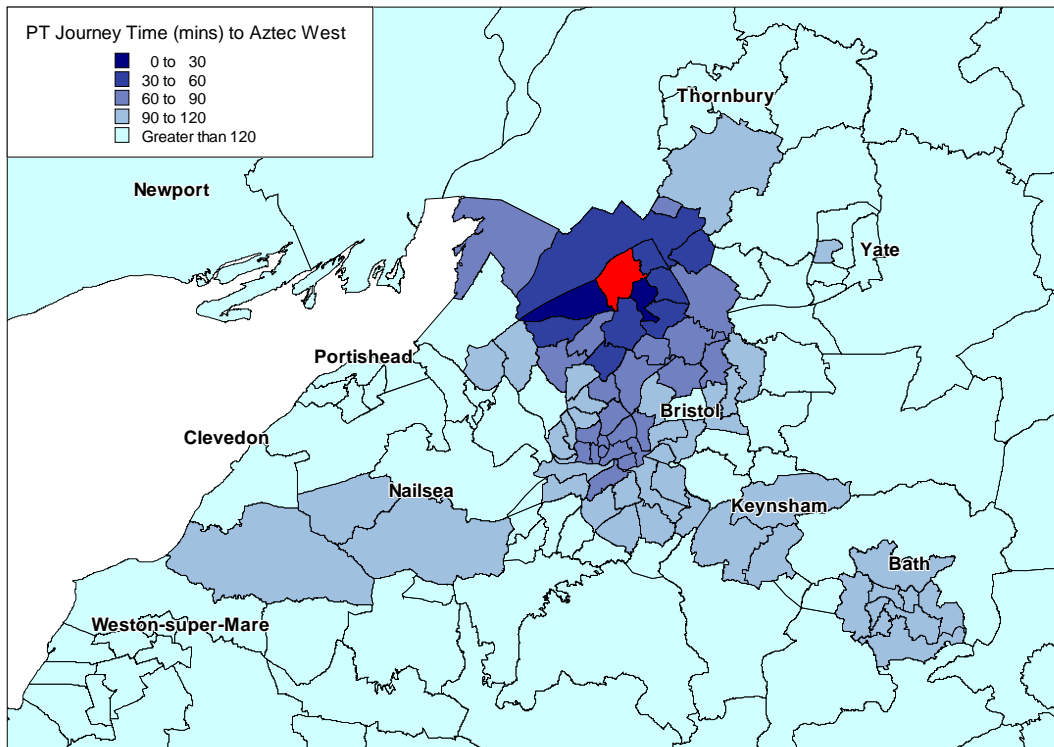 PT Journey Time (mins) to Aztec West
0 to 30
30 to 60
60 to 90
90 to 120
Greater than 120
Thornbury
Newport
Yate
Portishead
Bristol
Clevedon
Nailsea
Keynsham
Bath
Weston-super-Mare